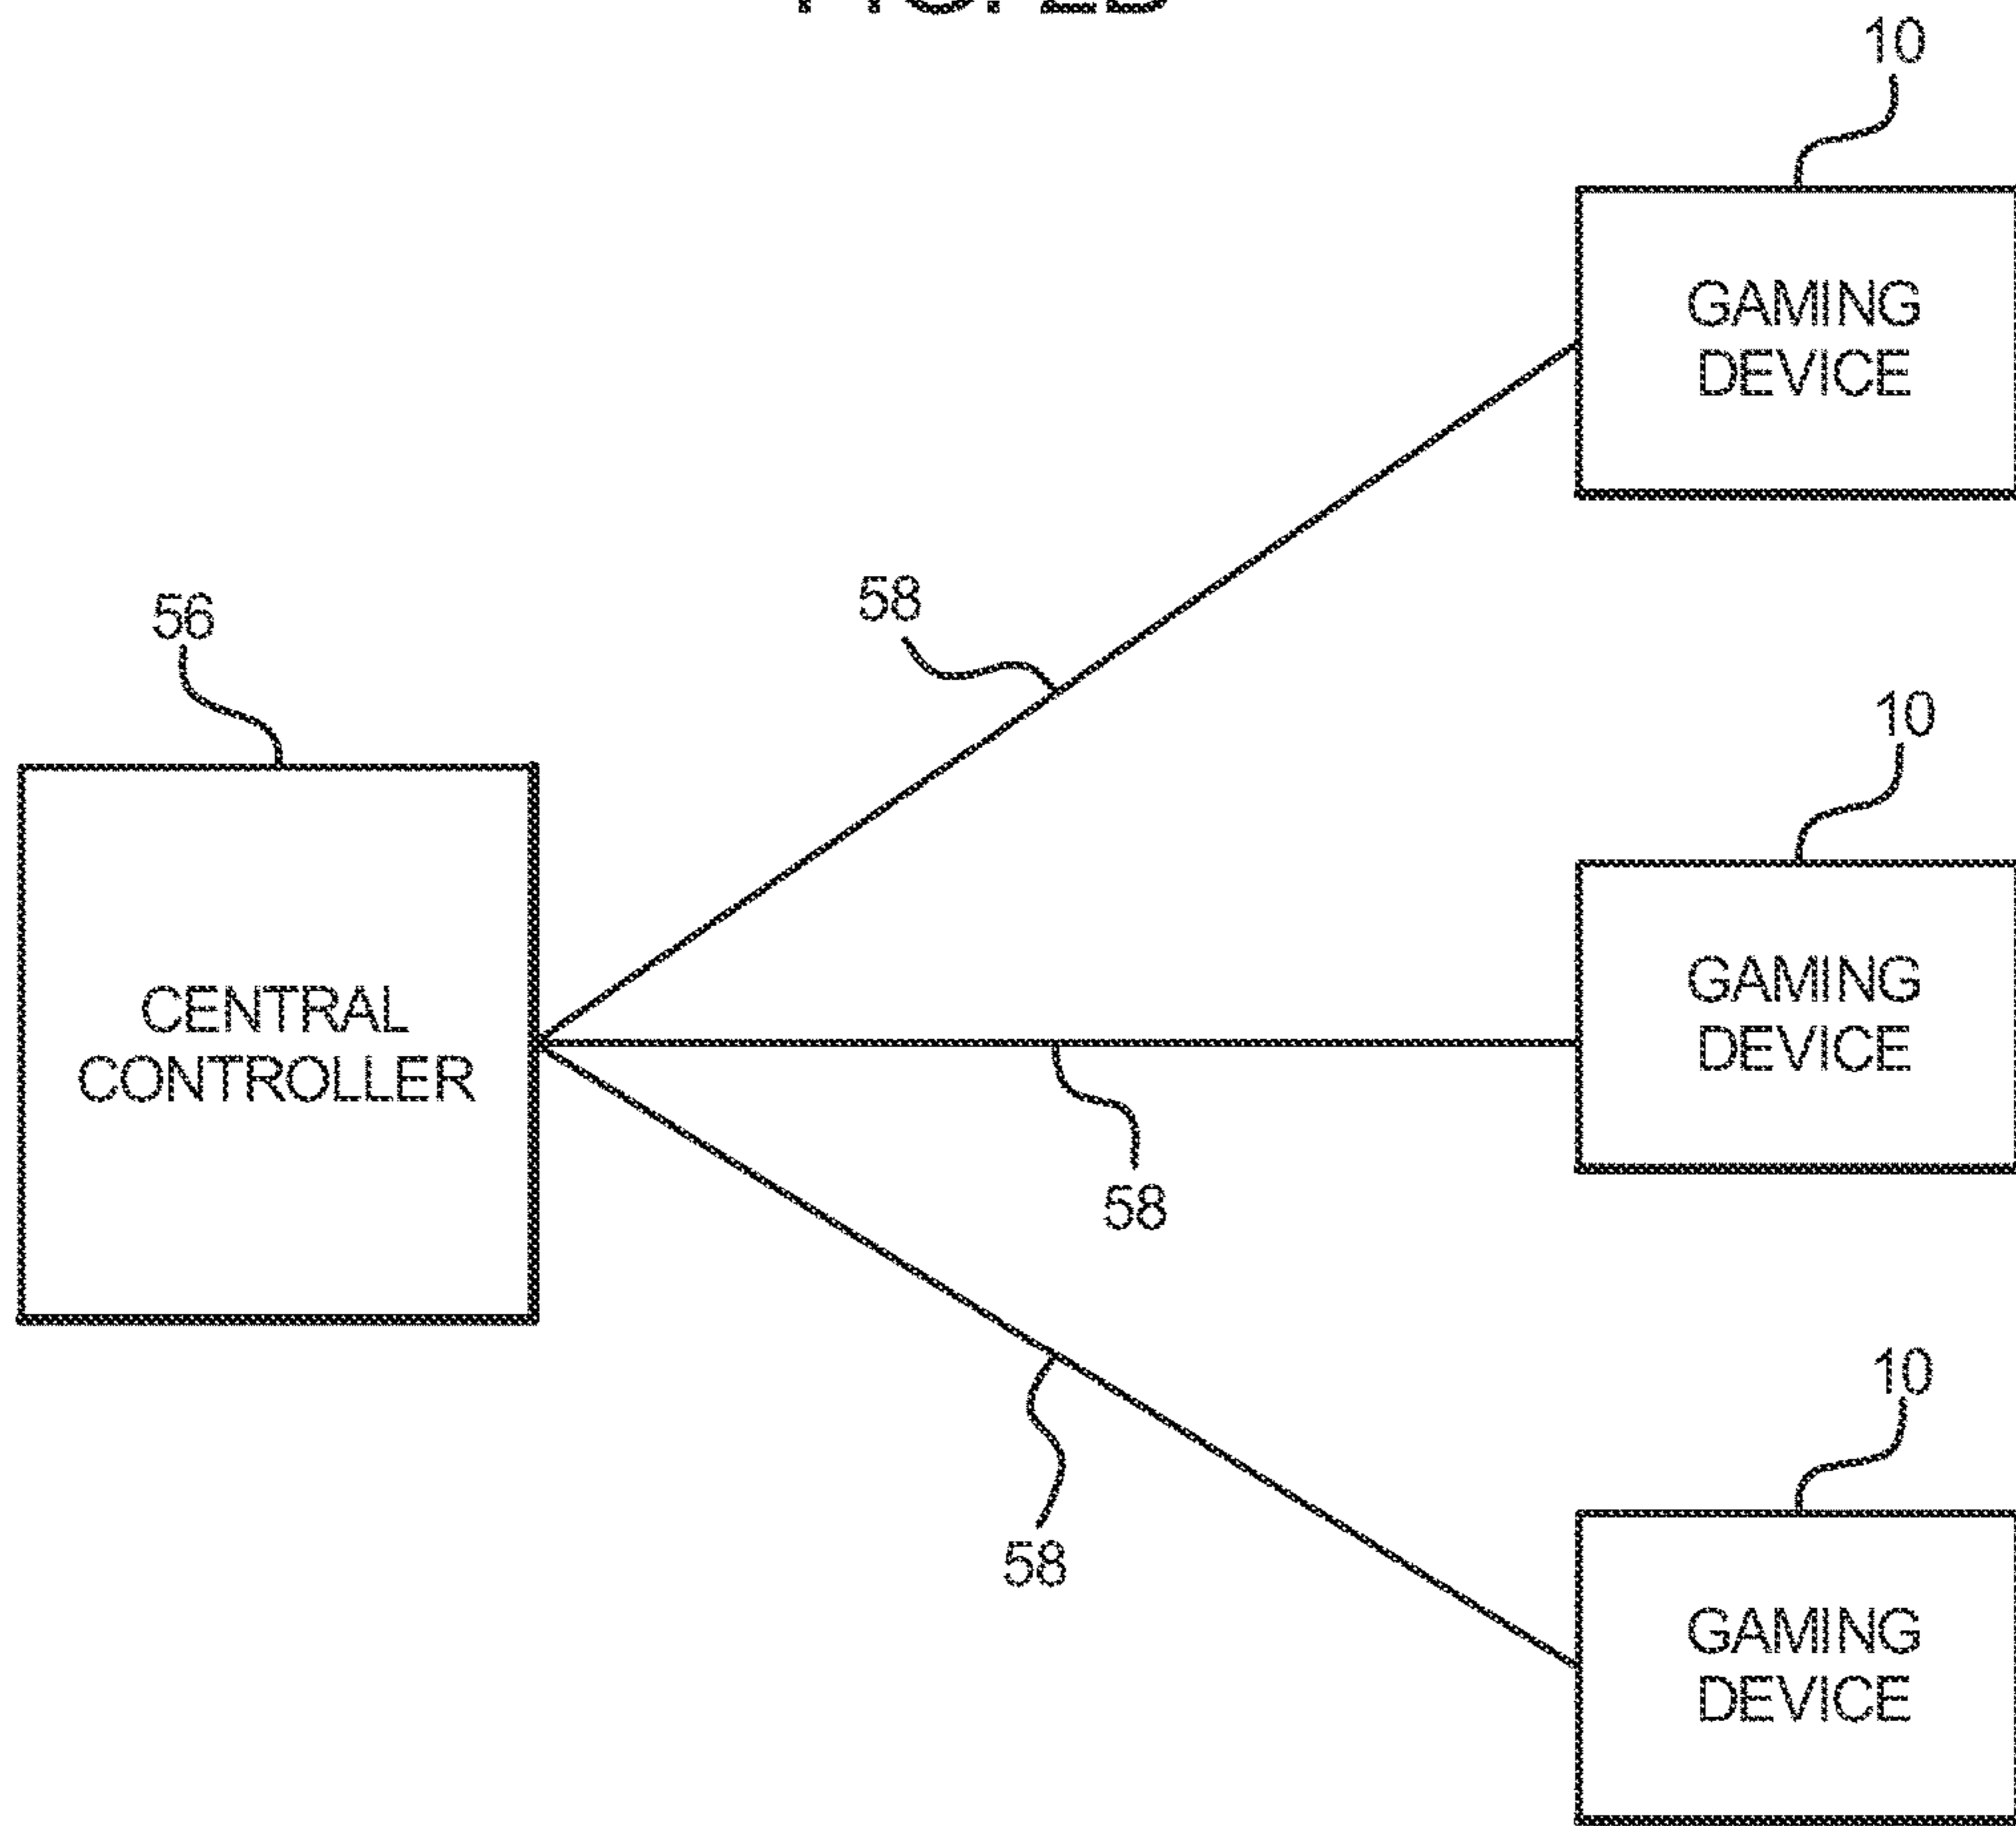 10
GAMING
DEVICE
58
56
10
CENTRAL
CONTROLLER
GAMING
DEVICE
58
10
58
GAMING
DEVICE